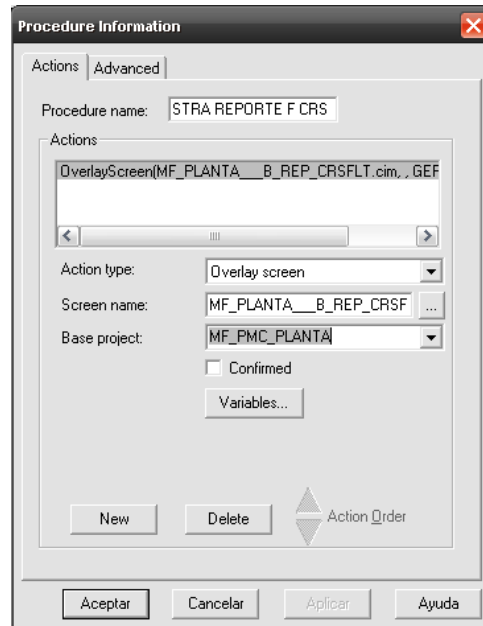 Procedure Information
Actions Advanced
Procedure name: STRA REPORTE F CRS
Actions
OverlayScreen(MF_PLANTA___B_REP_CRSFLT.cim, , GEF
Action type: Overlay screen
Screen name: MF_PLANTA___B_REP_CRSF ...
Base project: MF_PMC_PLANTA
Confirmed
Variables...
New Delete Action Order
Aceptar Cancelar Aplicar Ayuda